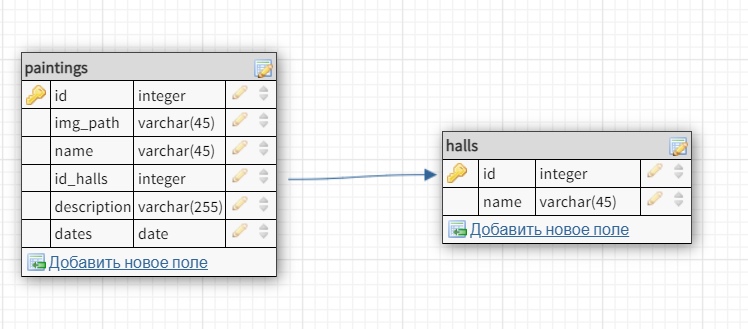 paintings
id integer
img_path varchar(45)
name varchar(45)
id_halls integer
description varchar(255)
dates date
Добавить новое поле
halls
id integer
name varchar(45)
Добавить новое поле